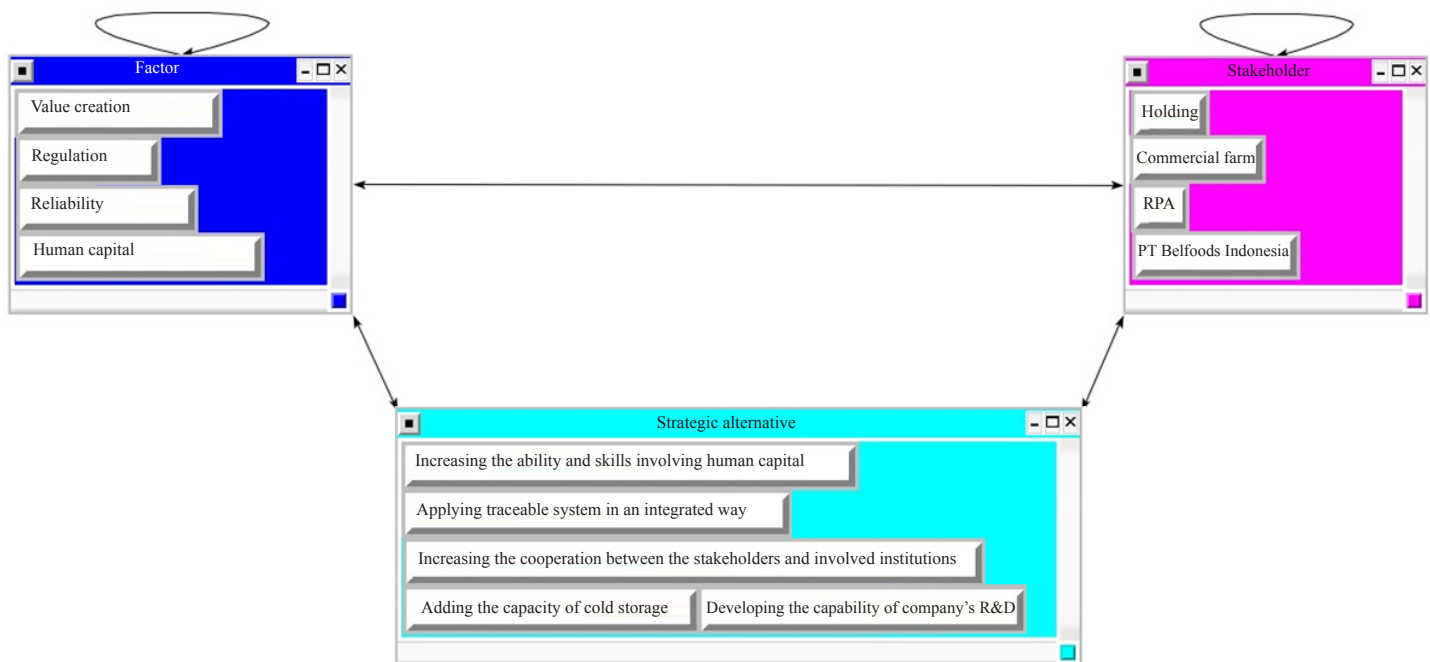 Factor
Value creation
Regulation
Reliability
Human capital
Stakeholder
Holding
Commercial farm
RPA
PT Belfoods Indonesia
Strategic alternative
Increasing the ability and skills involving human capital
Applying traceable system in an integrated way
Increasing the cooperation between the stakeholders and involved institutions
Adding the capacity of cold storage
Developing the capability of company's R&D